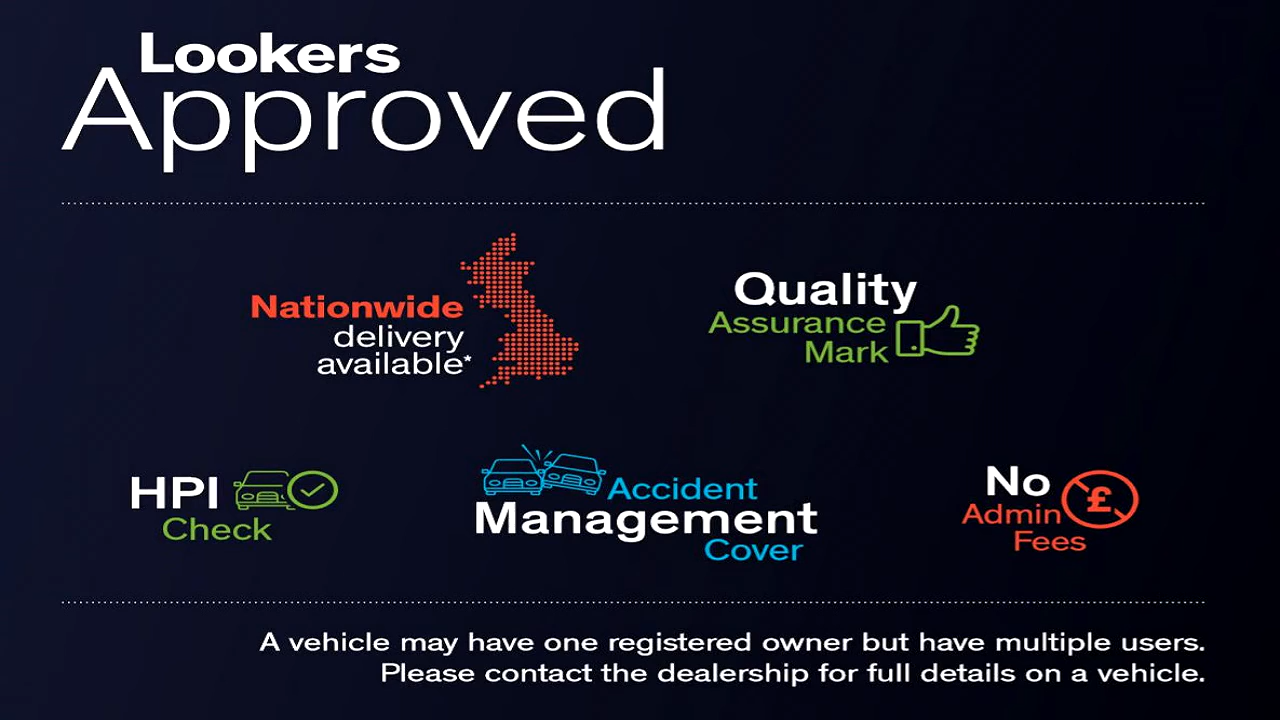 Lookers
Approved
Nationwide
delivery
available*
Quality
Assurance
Mark
HPI
Check
Accident
Management
Cover
No
Admin
£
Fees
A vehicle may have one registered owner but have multiple users.
Please contact the dealership for full details on a vehicle.